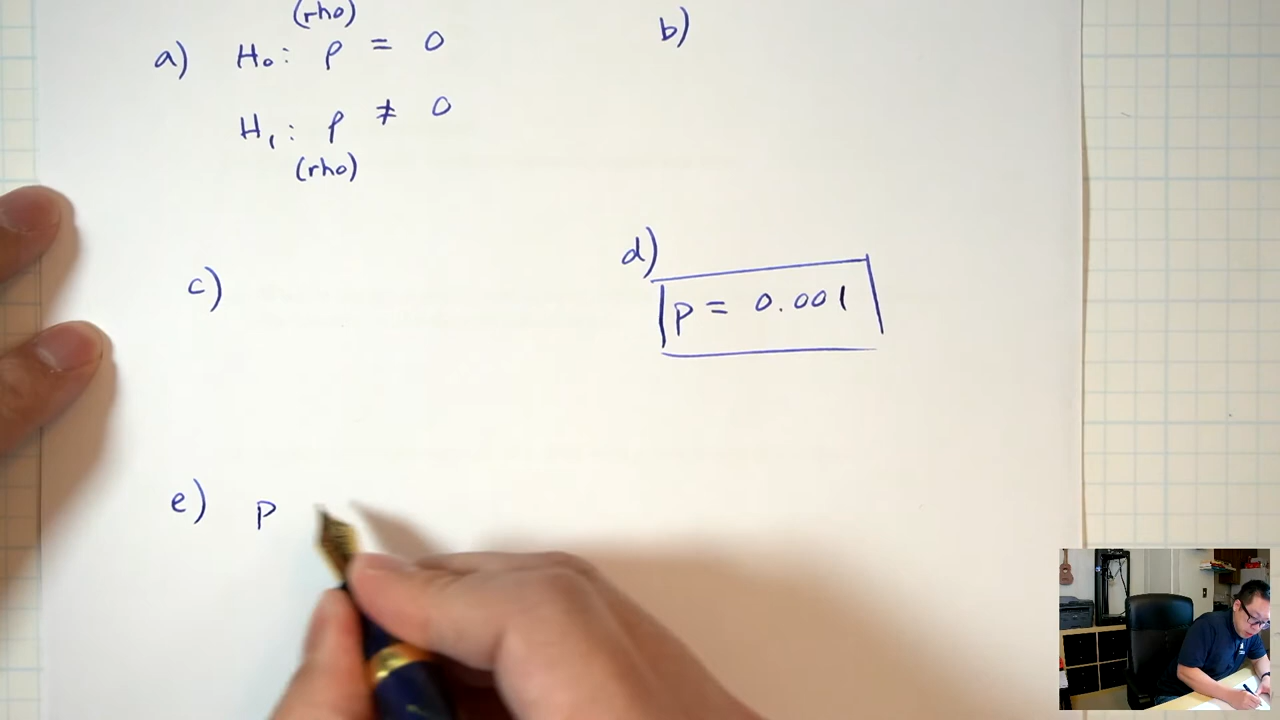 (rho)
a) H₀: ρ = 0
H₁: ρ ≠ 0
(rho)
b)
c)
d)
p = 0.001
e) p